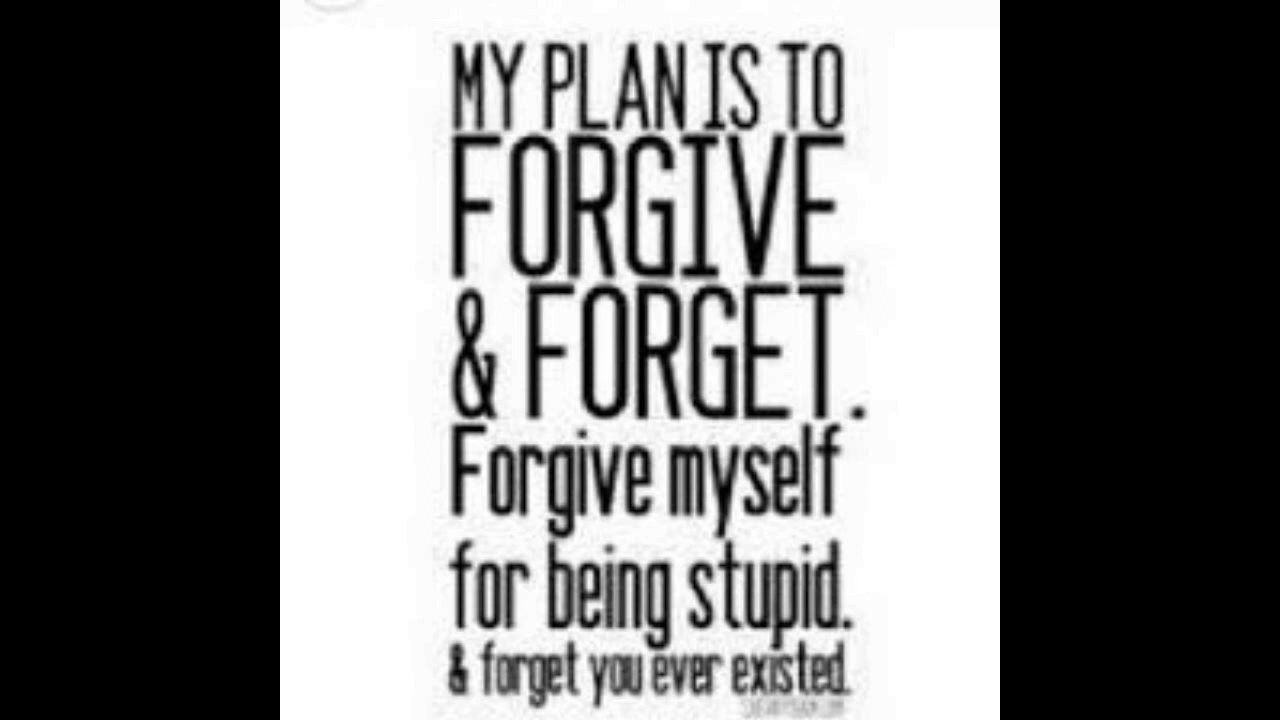 MY PLAN IS TO
FORGIVE
& FORGET.
Forgive myself
for being stupid.
& forget you ever existed.